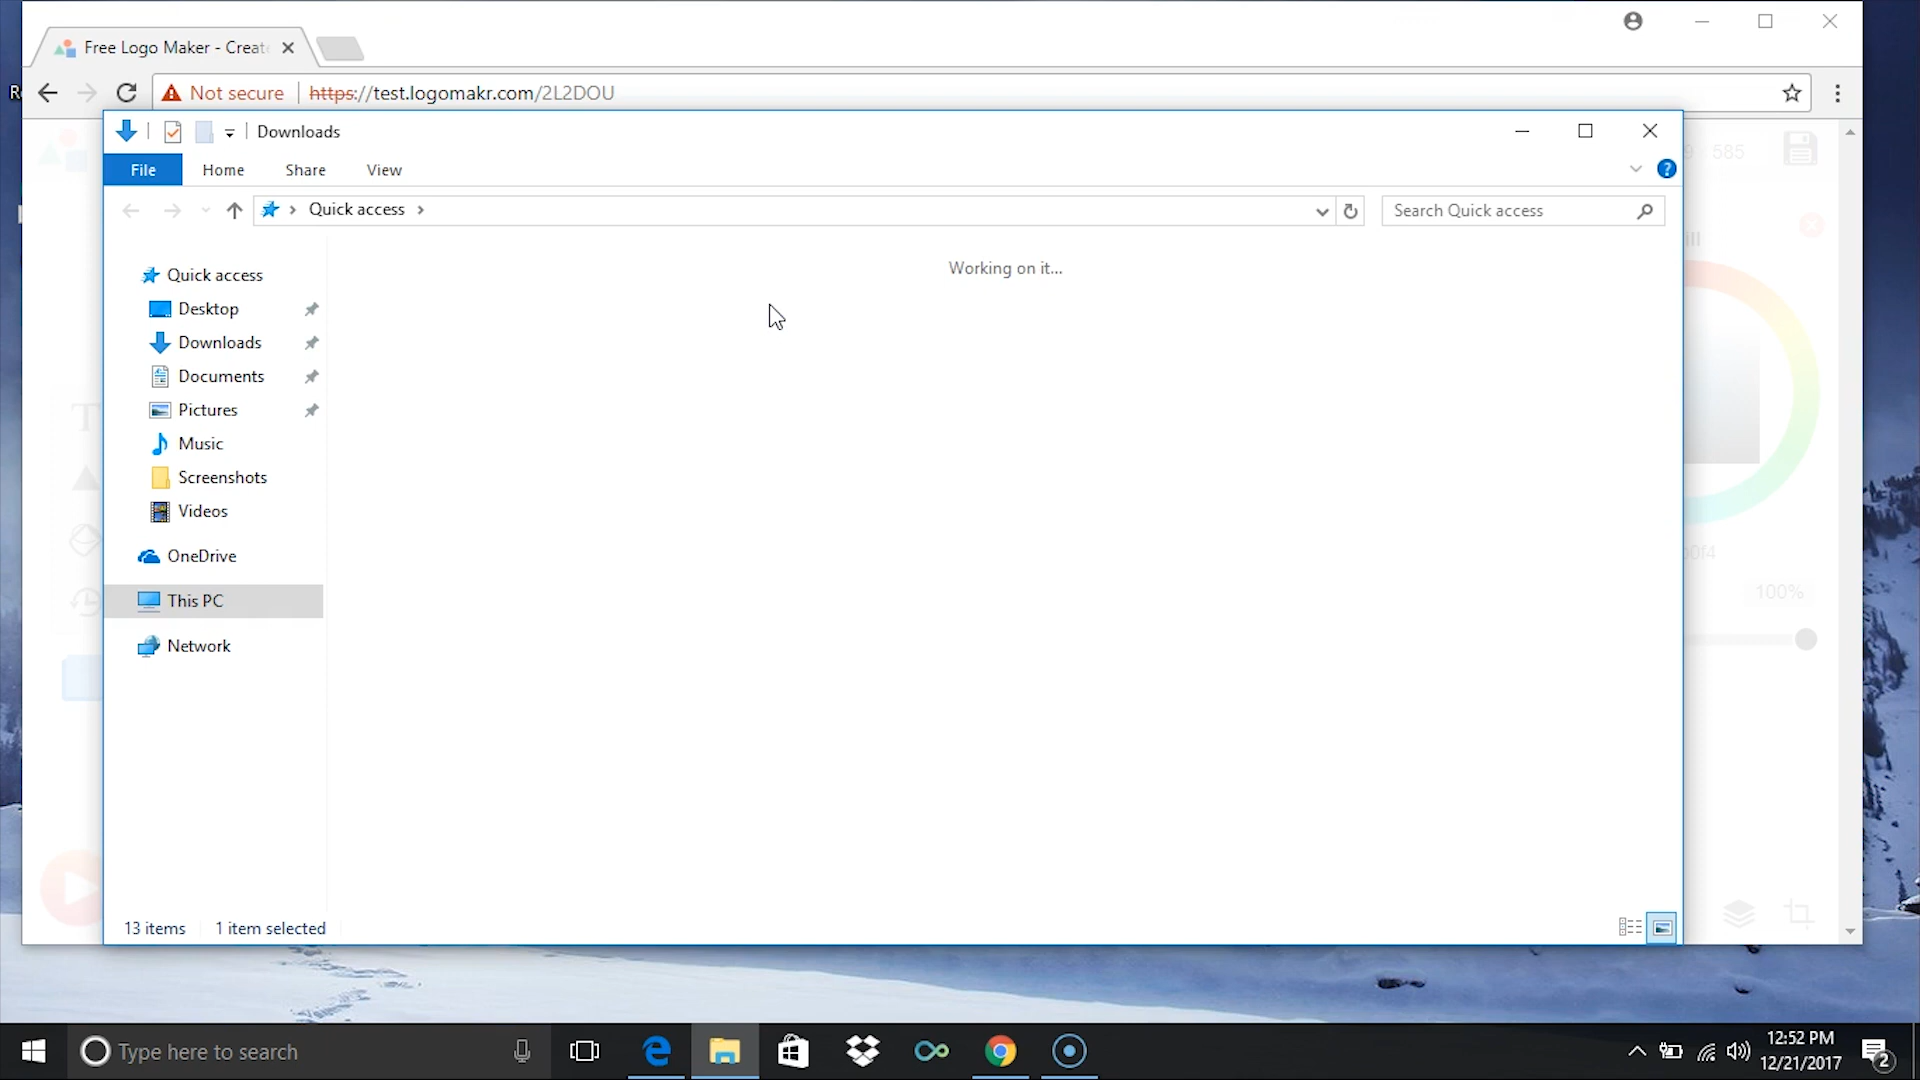 Free Logo Maker - Creat
Not secure
https://test.logomakr.com/2L2DOU
Downloads
File
Home
Share
View
Quick access
Search Quick access
585
Working on it...
Quick access
Desktop
Downloads
Documents
Pictures
Music
Screenshots
Videos
OneDrive
This PC
Network
100%
13 items
1 item selected
Type here to search
12:52 PM
12/21/2017
2